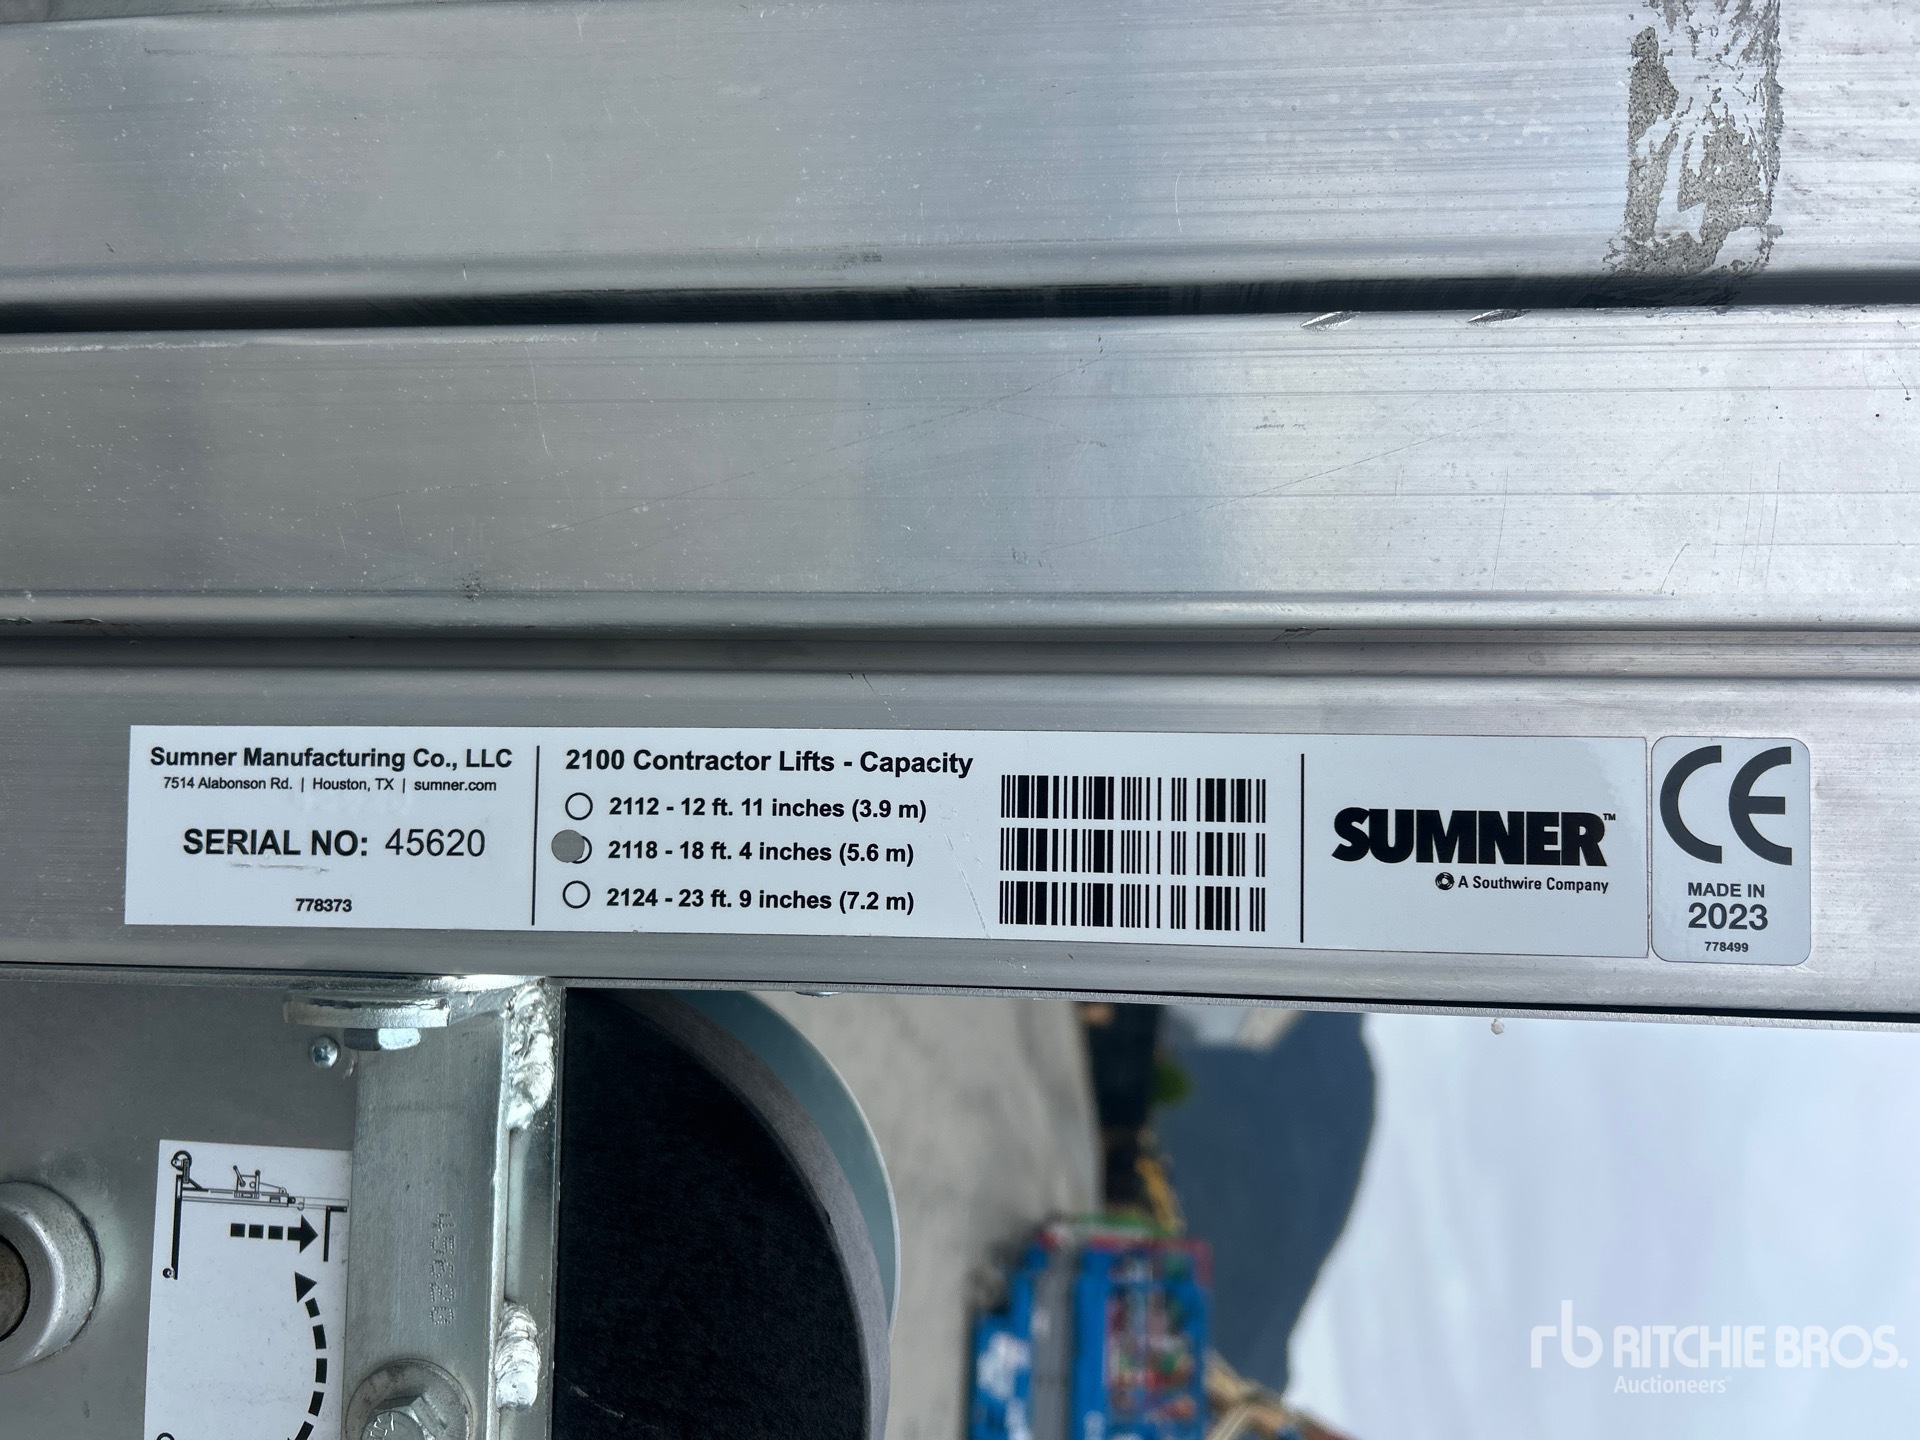 Sumner Manufacturing Co., LLC
7514 Alabonson Rd. | Houston, TX | sumner.com
SERIAL NO: 45620
778373
2100 Contractor Lifts - Capacity
2112 - 12 ft. 11 inches (3.9 m)
2118 - 18 ft. 4 inches (5.6 m)
2124 - 23 ft. 9 inches (7.2 m)
SUMNER™
A Southwire Company
CE
MADE IN
2023
778499
rb RITCHIE BROS.
Auctioneers